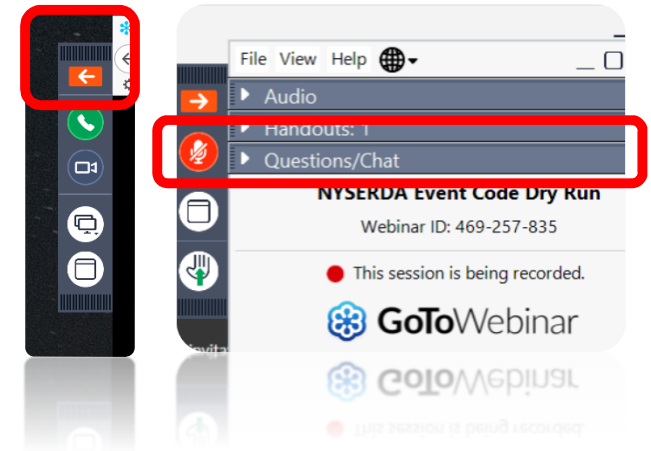 File View Help
Audio
Handouts: 1
Questions/Chat
NYSERDA Event Code Dry Run
Webinar ID: 469-257-835
This session is being recorded.
GoToWebinar